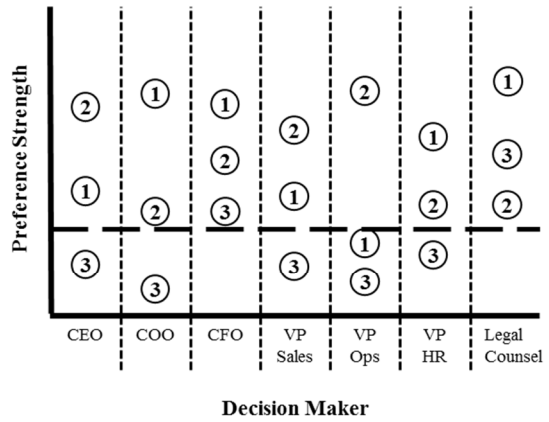 Preference Strength
1
2 1 1 2
2 1
2 3
1 1 2 2
2 3
1
3 3 3
3 3
CEO COO CFO VP VP VP Legal
Sales Ops HR Counsel
Decision Maker